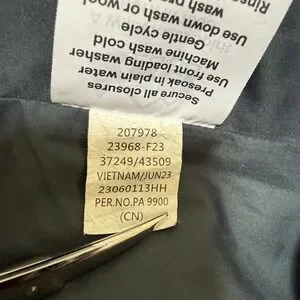 Secure all closures
Presoak in plain water
Use front loading washer
Machine wash cold
Gentle cycle
Use down wash or wool
207978
23968-F23
37249/43509
VIETNAM/JUN23
23060113HH
PER.NO.PA 9900
(CN)